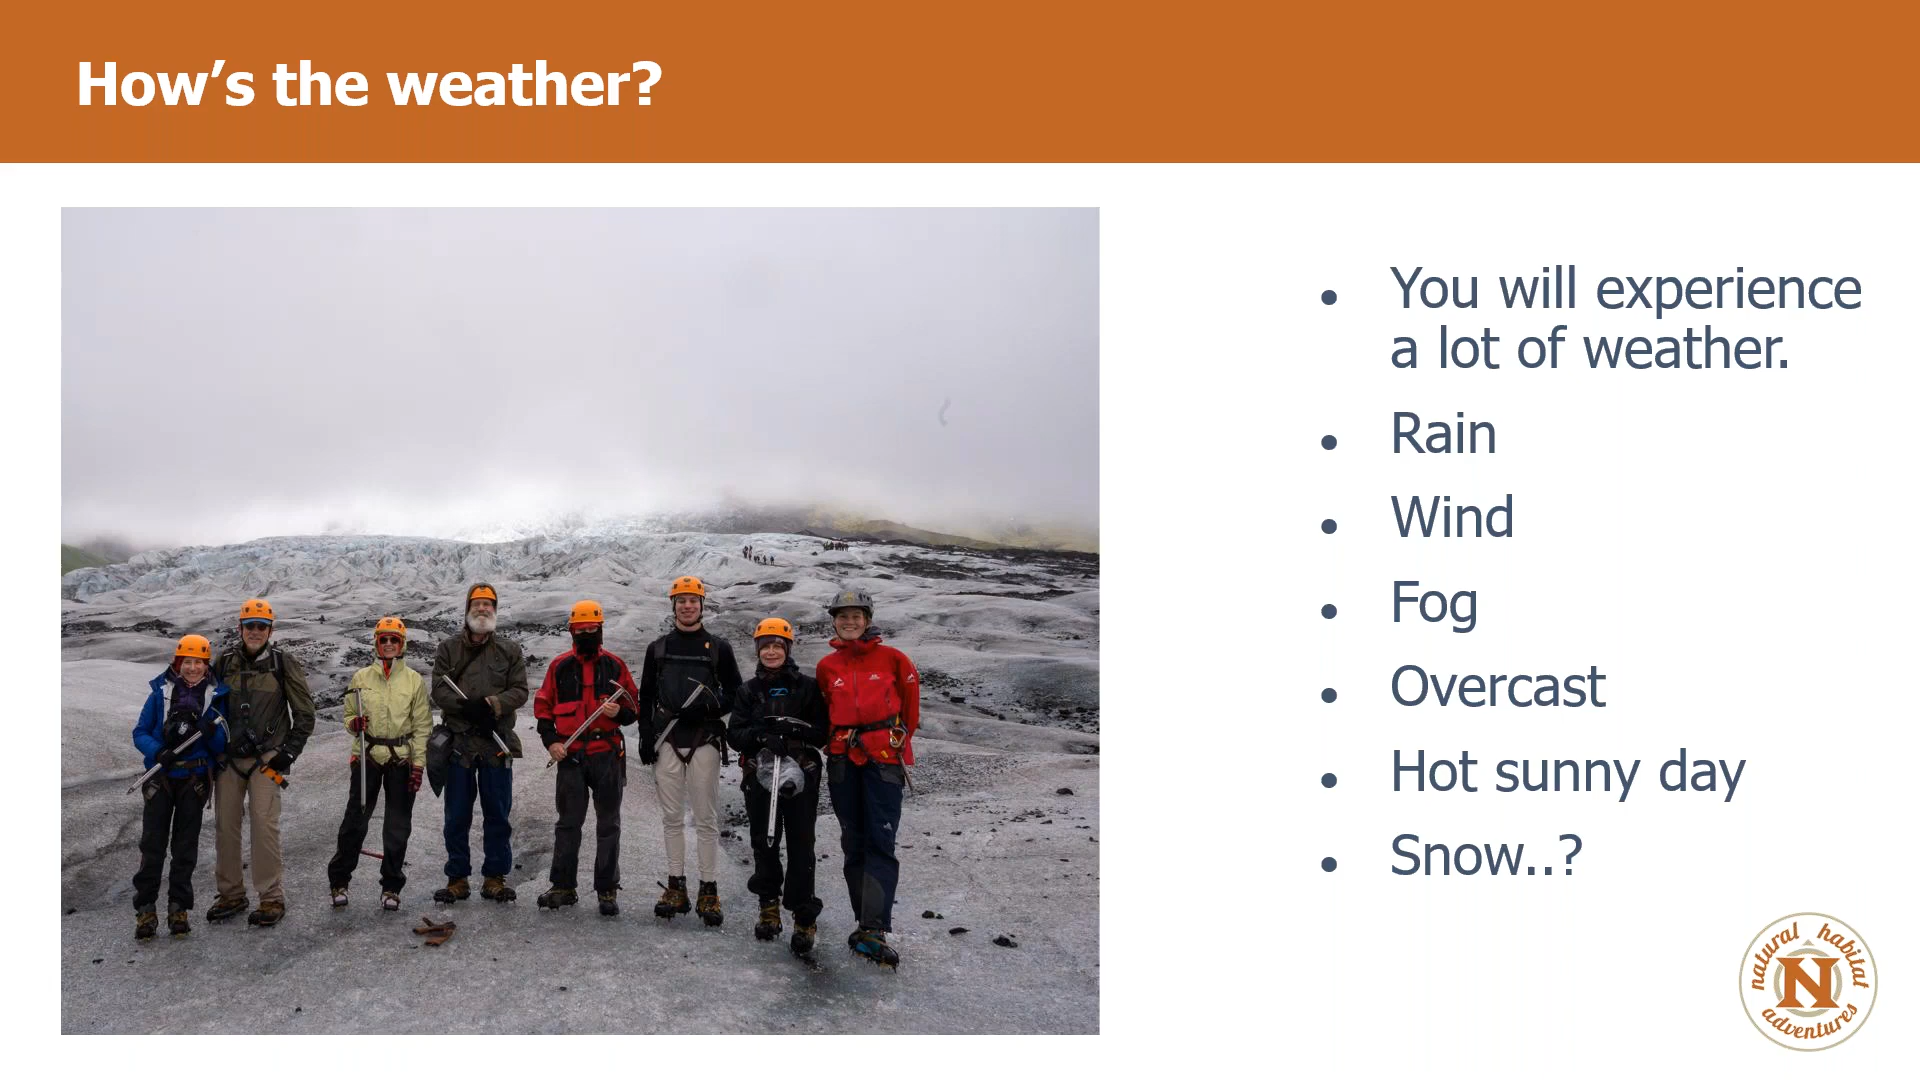 How’s the weather?
• You will experience
a lot of weather.
• Rain
• Wind
• Fog
• Overcast
• Hot sunny day
• Snow..?
natural habitat
N
adventures